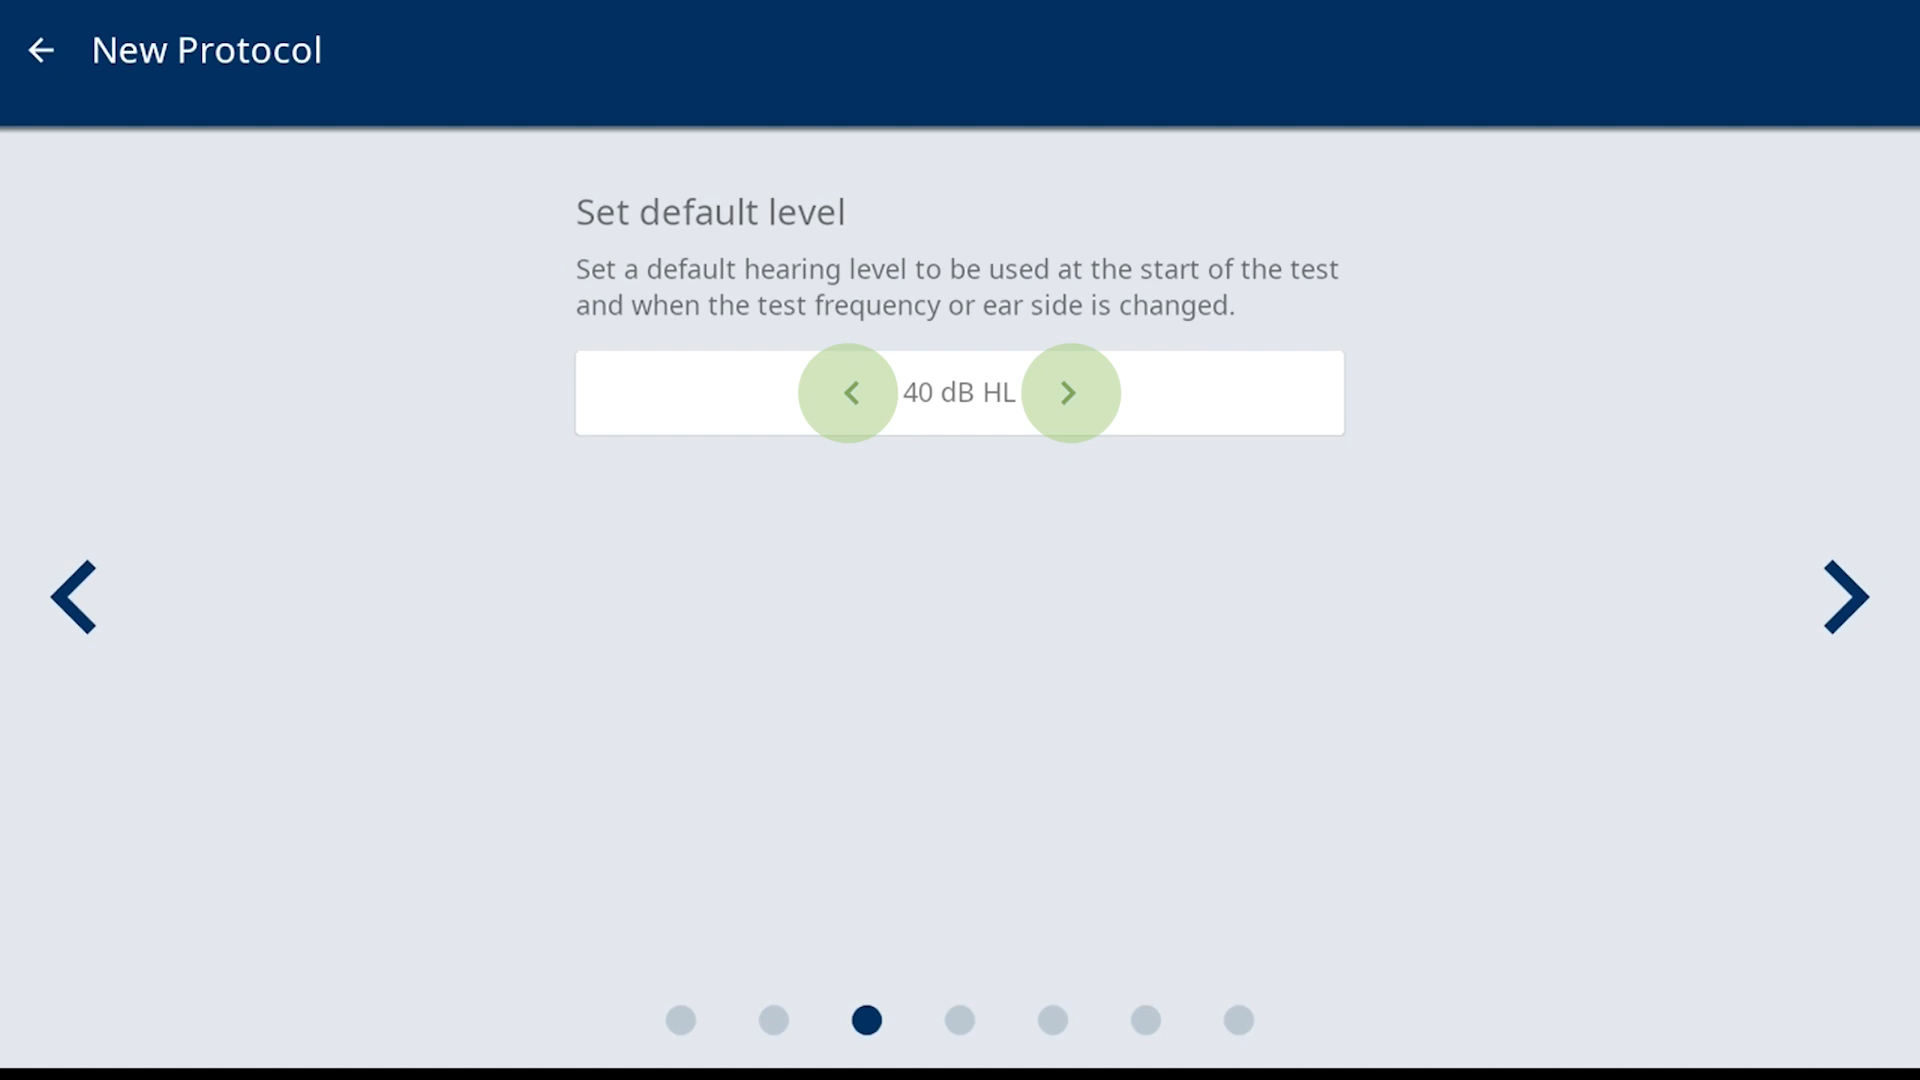 New Protocol
Set default level
Set a default hearing level to be used at the start of the test
and when the test frequency or ear side is changed.
40 dB HL